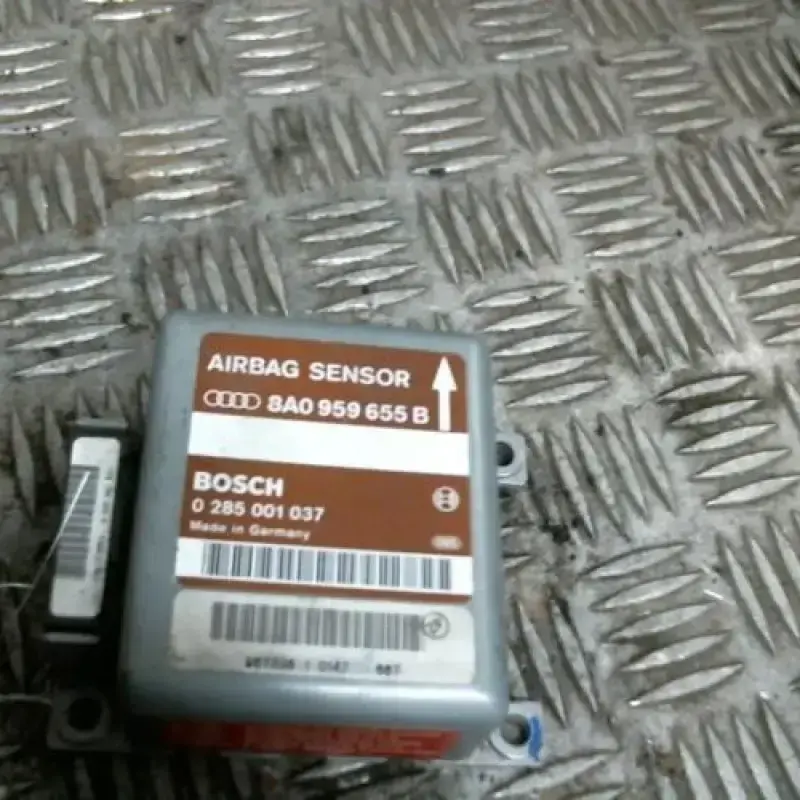 AIRBAG SENSOR
8A0 959 655 B
BOSCH
0 285 001 037
Made in Germany